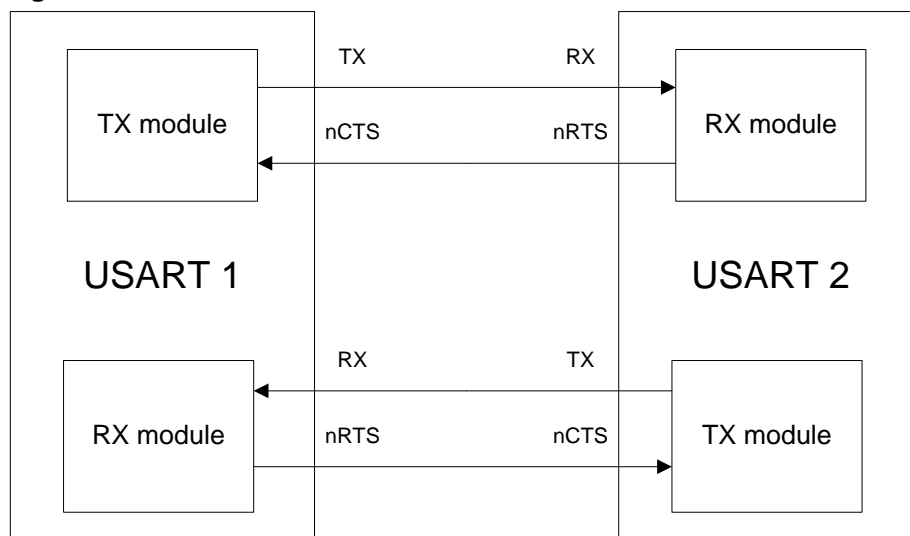 TX RX
TX module
nCTS nRTS
RX module
USART 1
USART 2
RX TX
RX module
nRTS nCTS
TX module